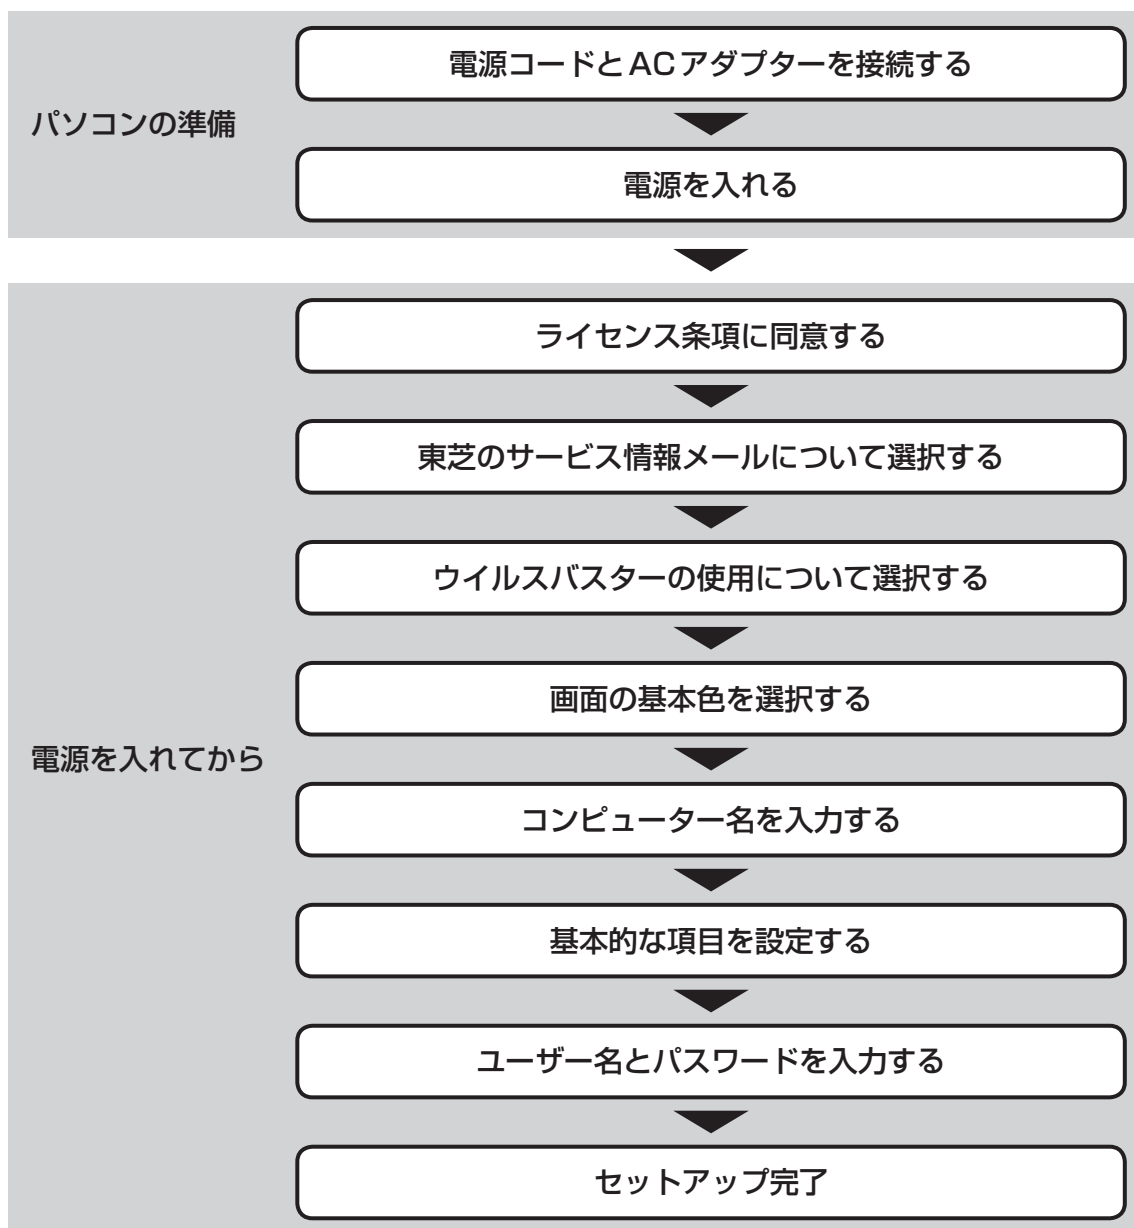 パソコンの準備
電源コードとACアダプターを接続する
電源を入れる
電源を入れてから
ライセンス条項に同意する
東芝のサービス情報メールについて選択する
ウイルスバスターの使用について選択する
画面の基本色を選択する
コンピューター名を入力する
基本的な項目を設定する
ユーザー名とパスワードを入力する
セットアップ完了